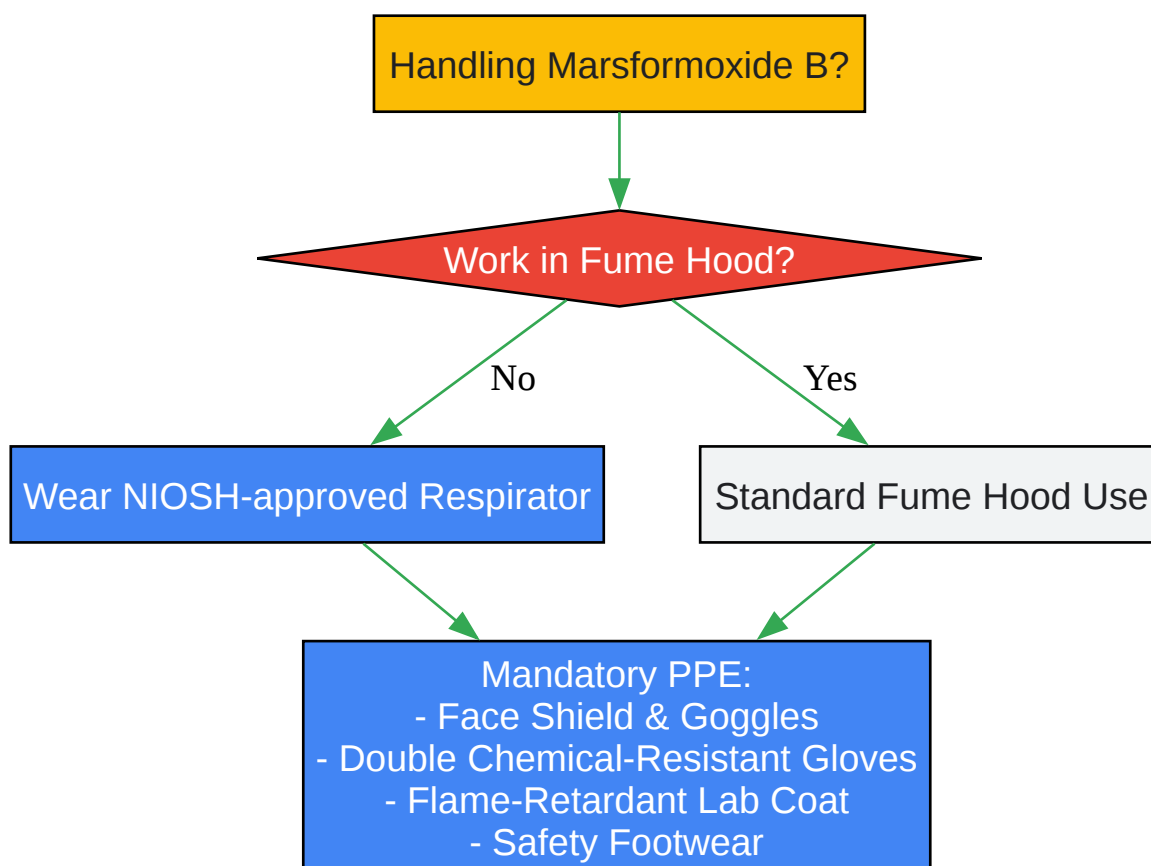 Handling Marsformoxide B?
Work in Fume Hood?
No
Yes
Wear NIOSH-approved Respirator
Standard Fume Hood Use
Mandatory PPE:
- Face Shield & Goggles
- Double Chemical-Resistant Gloves
- Flame-Retardant Lab Coat
- Safety Footwear